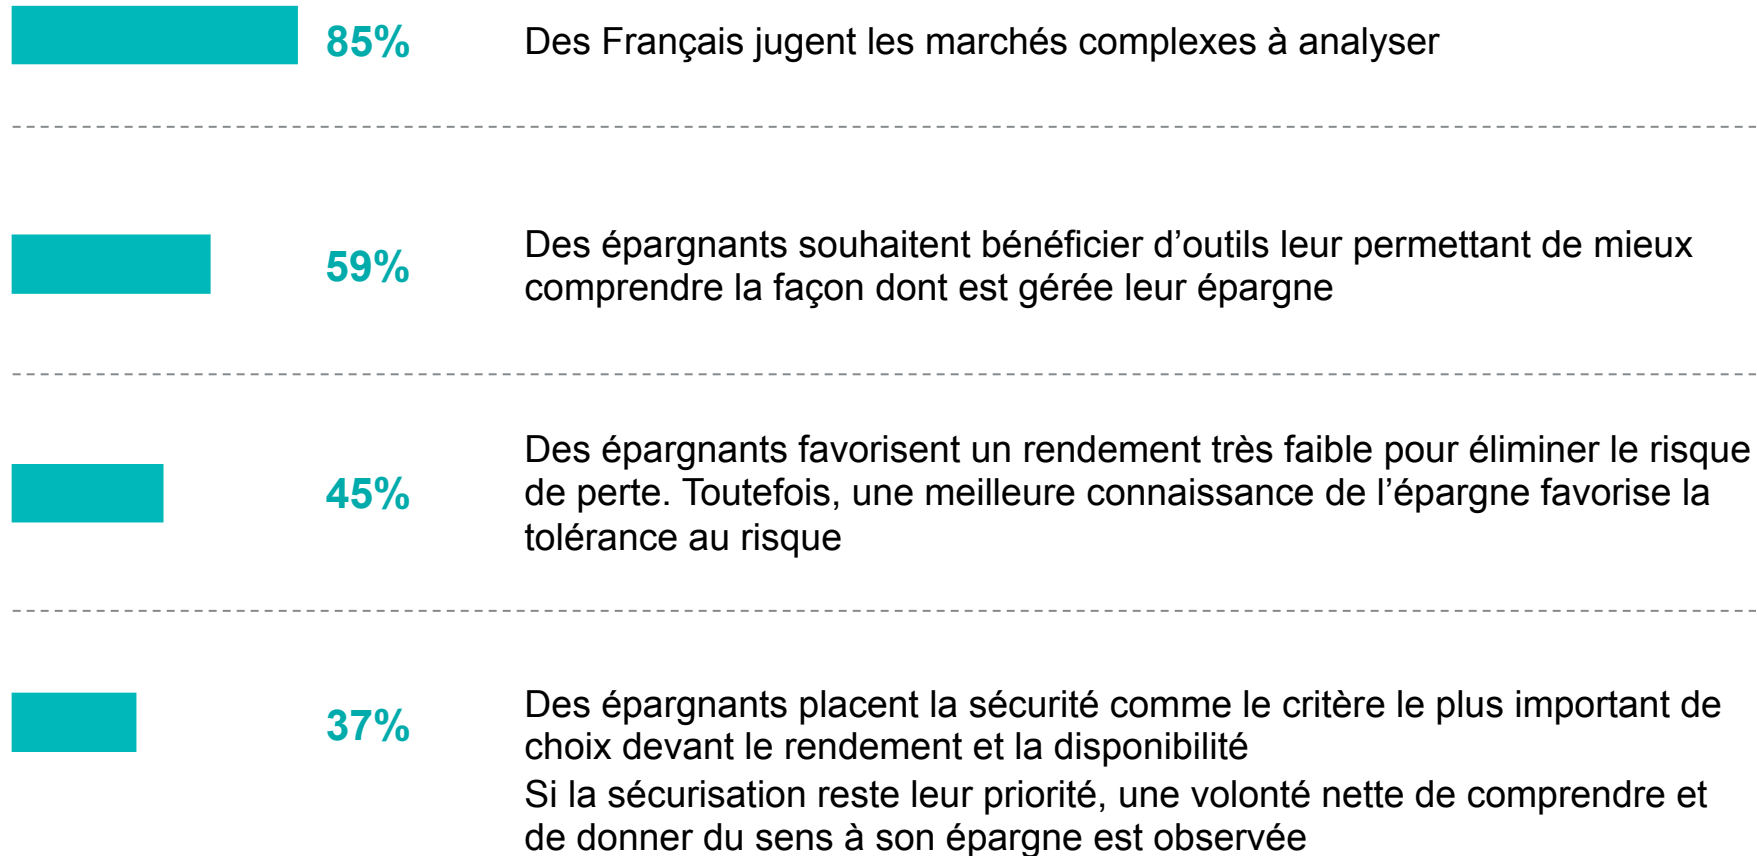 85%
Des Français jugent les marchés complexes à analyser
59%
Des épargnants souhaitent bénéficier d’outils leur permettant de mieux
comprendre la façon dont est gérée leur épargne
45%
Des épargnants favorisent un rendement très faible pour éliminer le risque
de perte. Toutefois, une meilleure connaissance de l’épargne favorise la
tolérance au risque
37%
Des épargnants placent la sécurité comme le critère le plus important de
choix devant le rendement et la disponibilité
Si la sécurisation reste leur priorité, une volonté nette de comprendre et
de donner du sens à son épargne est observée